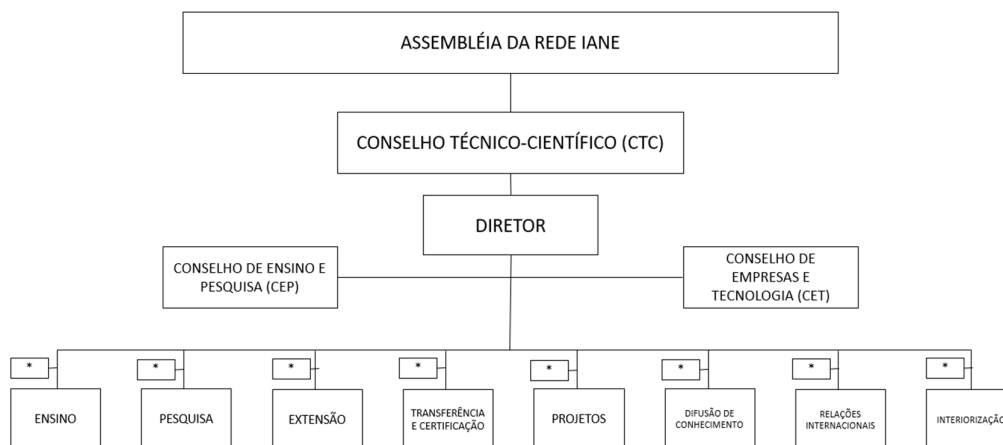 ASSEMBLÉIA DA REDE IANE
CONSELHO TÉCNICO-CIENTÍFICO (CTC)
DIRETOR
CONSELHO DE ENSINO E
PESQUISA (CEP)
CONSELHO DE
EMPRESAS E
TECNOLOGIA (CET)
* * * * * * * *
ENSINO
PESQUISA
EXTENSÃO
TRANSFERÊNCIA
E CERTIFICAÇÃO
PROJETOS
DIFUSÃO DE
CONHECIMENTO
RELAÇÕES
INTERNACIONAIS
INTERIORIZAÇÃO